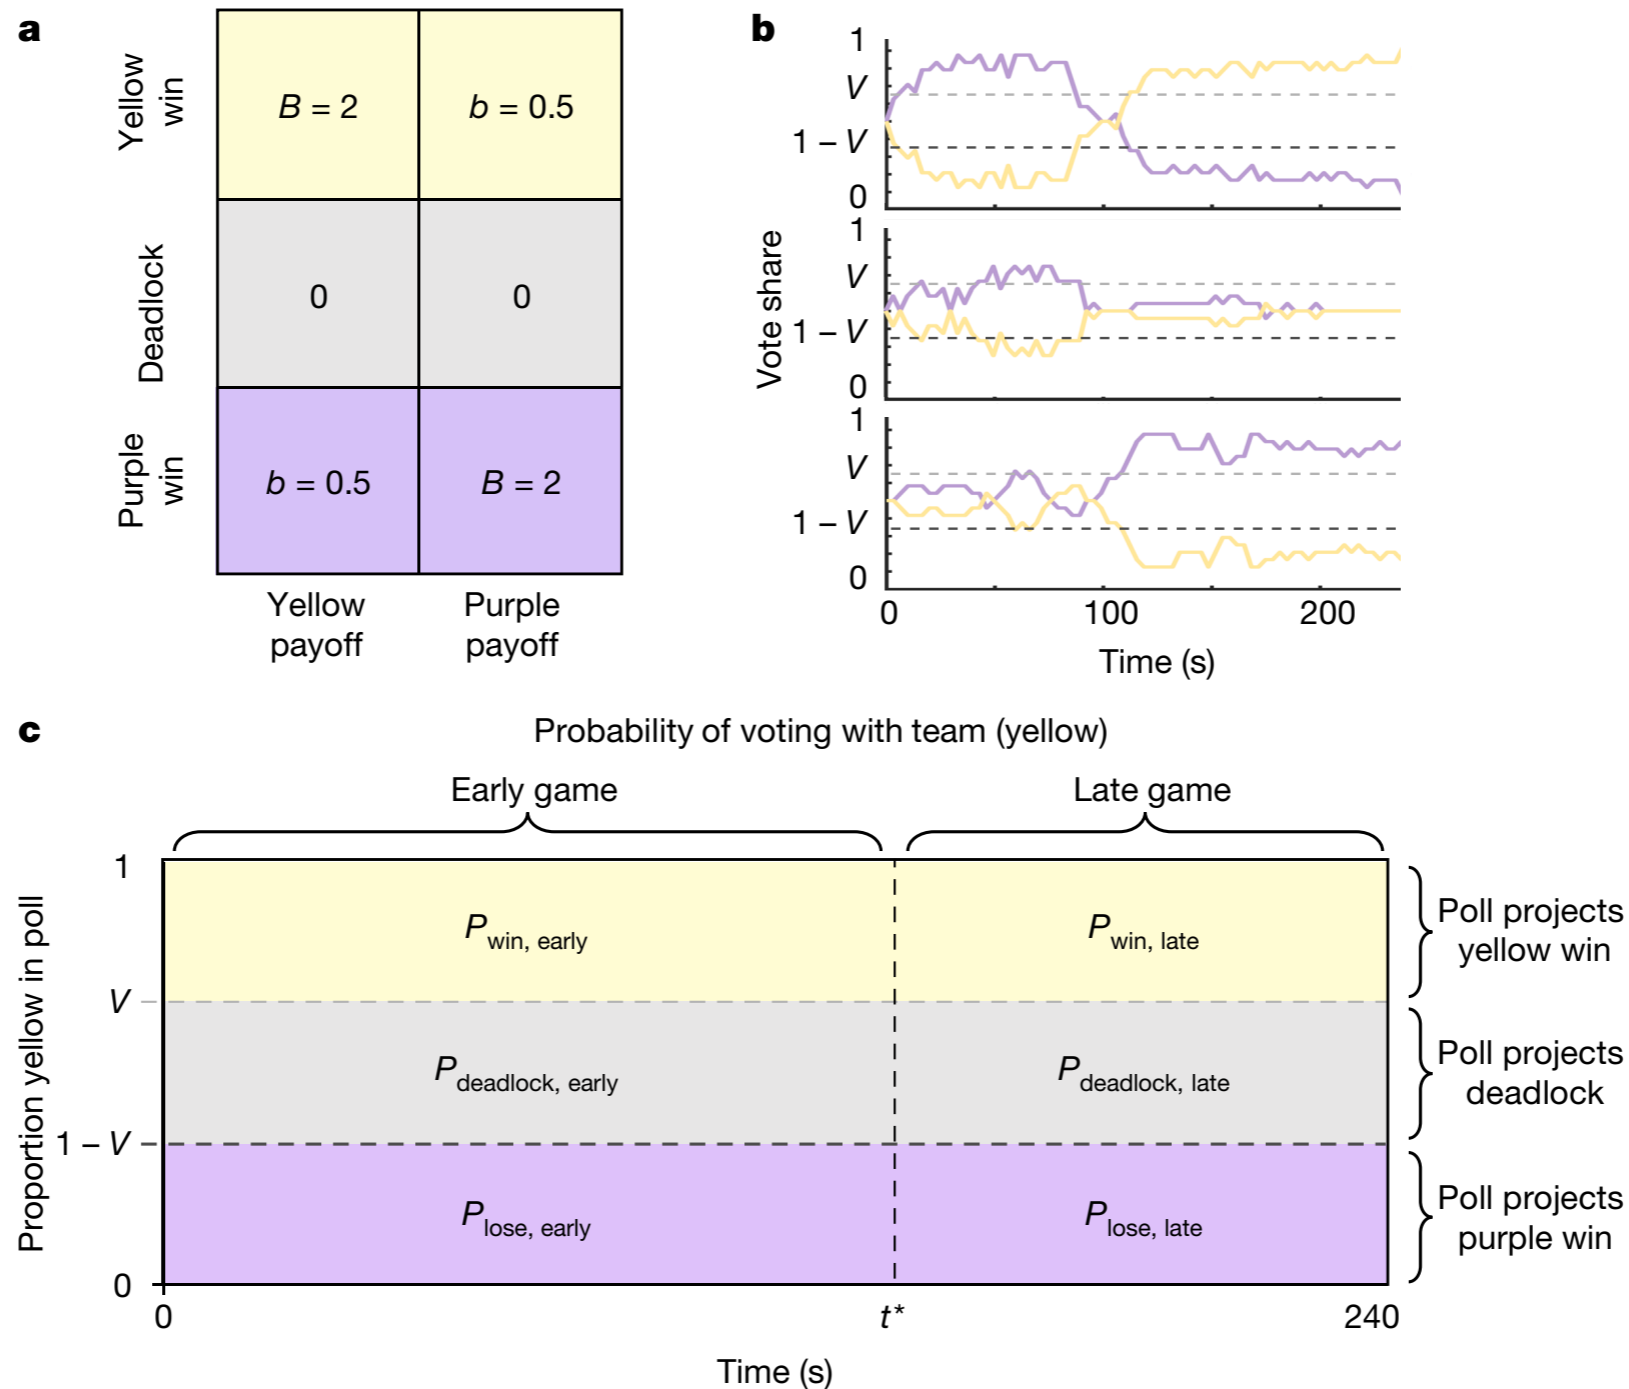 a
Yellow
win
B = 2
b = 0.5
Deadlock
0
0
Purple
win
b = 0.5
B = 2
Yellow
payoff
Purple
payoff
b
Vote share
1
V
1 – V
0
1
V
1 – V
0
1
V
1 – V
0
0
100
200
Time (s)
c
Probability of voting with team (yellow)
Early game
Late game
Proportion yellow in poll
1
V
1 – V
0
P win, early
P win, late
P deadlock, early
P deadlock, late
P lose, early
P lose, late
Poll projects
yellow win
Poll projects
deadlock
Poll projects
purple win
0
t*
240
Time (s)